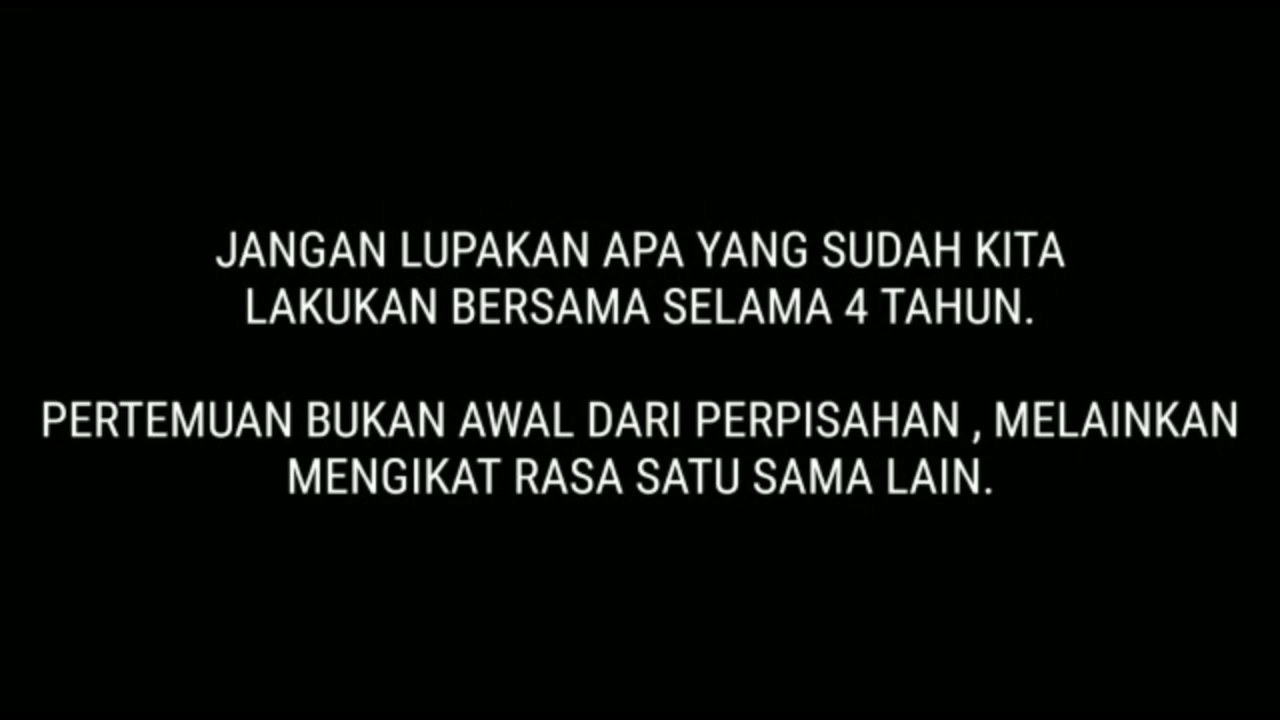 JANGAN LUPAKAN APA YANG SUDAH KITA
LAKUKAN BERSAMA SELAMA 4 TAHUN.
PERTEMUAN BUKAN AWAL DARI PERPISAHAN , MELAINKAN
MENGIKAT RASA SATU SAMA LAIN.